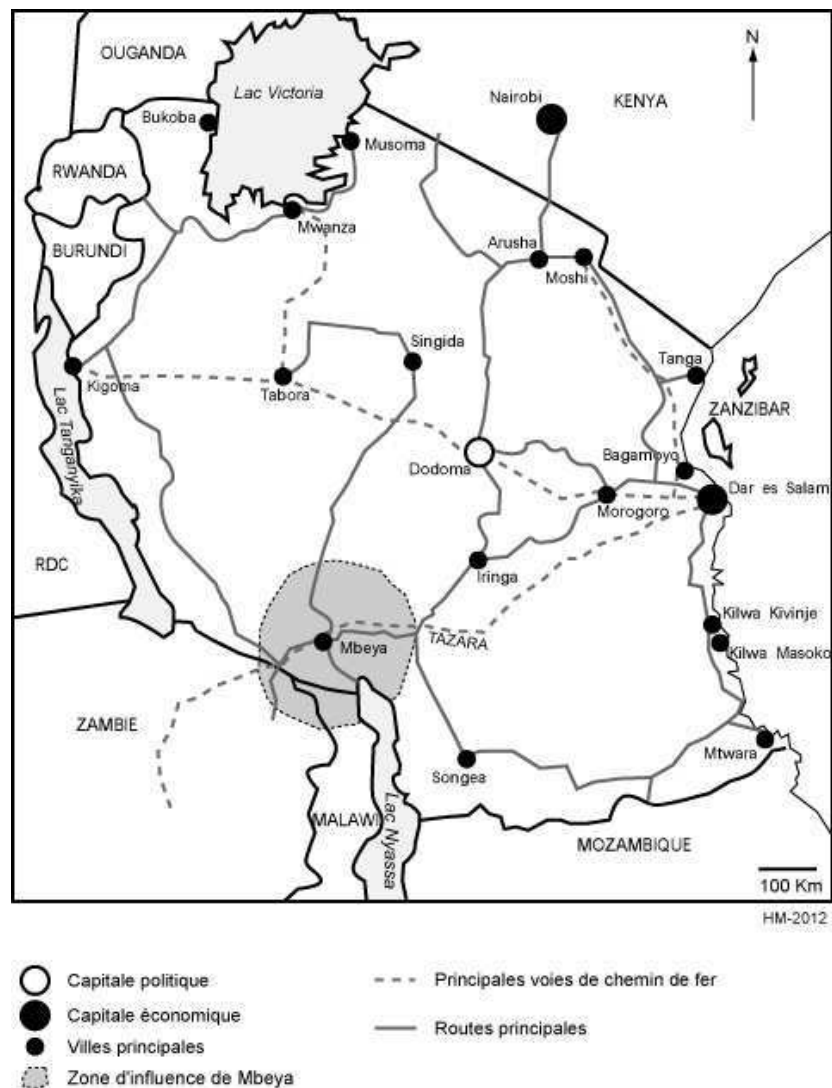 OUGANDA
Lac Victoria
N
Nairobi
KENYA
Bukoba
Musoma
RWANDA
Mwanza
BURUNDI
Arusha
Moshi
Singida
Tanga
Kigoma
Tabora
ZANZIBAR
Lac Tanganyika
Dodoma
Bagamoyo
Dar es Salam
Morogoro
RDC
Iringa
Kilwa Kivinje
TAZARA
Mbeya
Kilwa Masoko
ZAMBIE
Mtwara
Songea
MALAWI
Lac Nyassa
MOZAMBIQUE
100 Km
HM-2012
Capitale politique
Principales voies de chemin de fer
Capitale économique
Routes principales
Villes principales
Zone d'influence de Mbeya